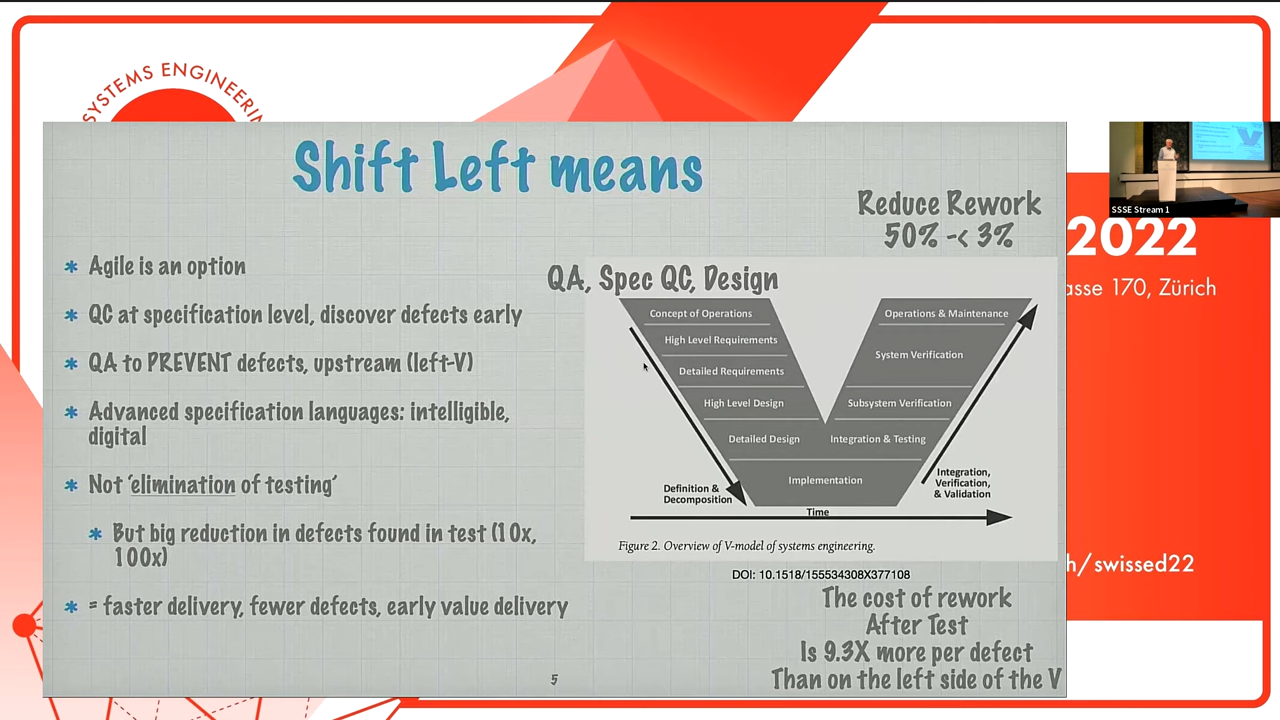 SYSTEMS ENGINEERIN
Shift Left means
Reduce Rework
50% -< 3%
* Agile is an option
* QC at specification level, discover defects early
* QA to PREVENT defects, upstream (left-V)
* Advanced specification languages: intelligible,
digital
* Not ‘elimination of testing’
* But big reduction in defects found in test (10x,
100x)
* = faster delivery, fewer defects, early value delivery
5
QA, Spec QC, Design
Concept of Operations
High Level Requirements
Detailed Requirements
High Level Design
Detailed Design
Implementation
Operations & Maintenance
System Verification
Subsystem Verification
Integration & Testing
Definition &
Decomposition
Integration,
Verification,
& Validation
Time
Figure 2. Overview of V-model of systems engineering.
DOI: 10.1518/155534308X377108
The cost of rework
After Test
Is 9.3X more per defect
Than on the left side of the V
SSSE Stream 1
2022
asse 170, Zürich
h/swissed22